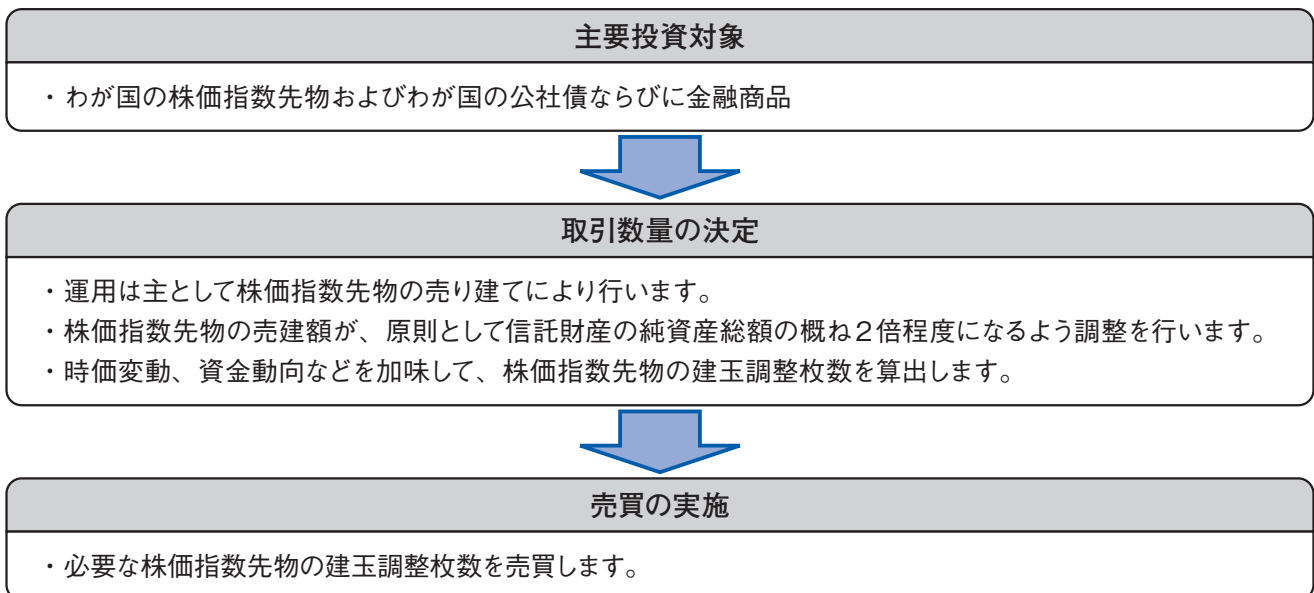 主要投資対象
・わが国の株価指数先物およびわが国の公社債ならびに金融商品
取引数量の決定
・運用は主として株価指数先物の売り建てにより行います。
・株価指数先物の売建額が、原則として信託財産の純資産総額の概ね2倍程度になるよう調整を行います。
・時価変動、資金動向などを加味して、株価指数先物の建玉調整枚数を算出します。
売買の実施
・必要な株価指数先物の建玉調整枚数を売買します。